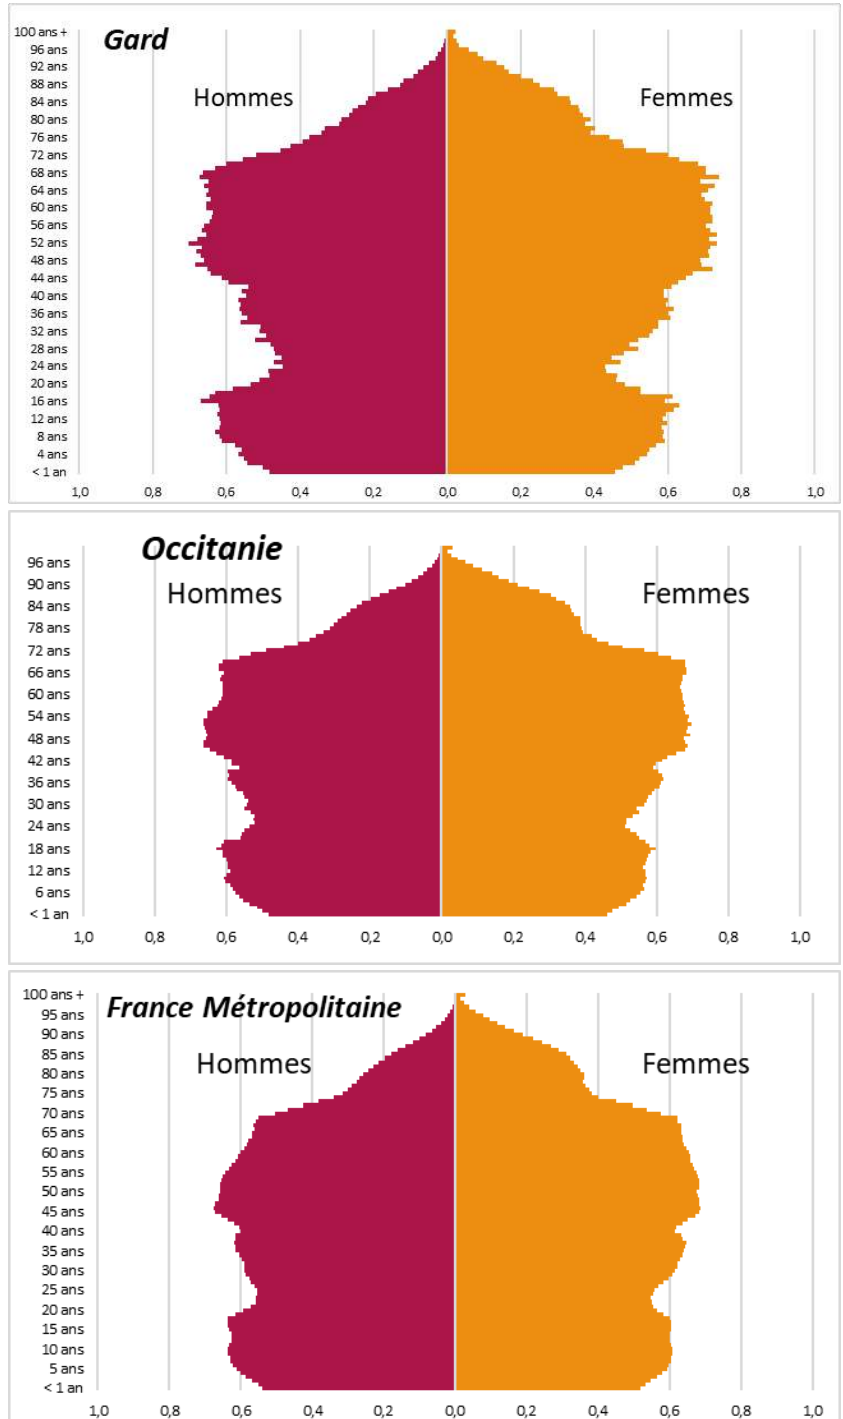 Gard
Hommes
Femmes
100 ans +
96 ans
92 ans
88 ans
84 ans
80 ans
76 ans
72 ans
68 ans
64 ans
60 ans
56 ans
52 ans
48 ans
44 ans
40 ans
36 ans
32 ans
28 ans
24 ans
20 ans
16 ans
12 ans
8 ans
4 ans
< 1 an
1,0 0,8 0,6 0,4 0,2 0,0 0,2 0,4 0,6 0,8 1,0
Occitanie
Hommes
Femmes
96 ans
90 ans
84 ans
78 ans
72 ans
66 ans
60 ans
54 ans
48 ans
42 ans
36 ans
30 ans
24 ans
18 ans
12 ans
6 ans
< 1 an
1,0 0,8 0,6 0,4 0,2 0,0 0,2 0,4 0,6 0,8 1,0
France Métropolitaine
Hommes
Femmes
100 ans +
95 ans
90 ans
85 ans
80 ans
75 ans
70 ans
65 ans
60 ans
55 ans
50 ans
45 ans
40 ans
35 ans
30 ans
25 ans
20 ans
15 ans
10 ans
5 ans
< 1 an
1,0 0,8 0,6 0,4 0,2 0,0 0,2 0,4 0,6 0,8 1,0